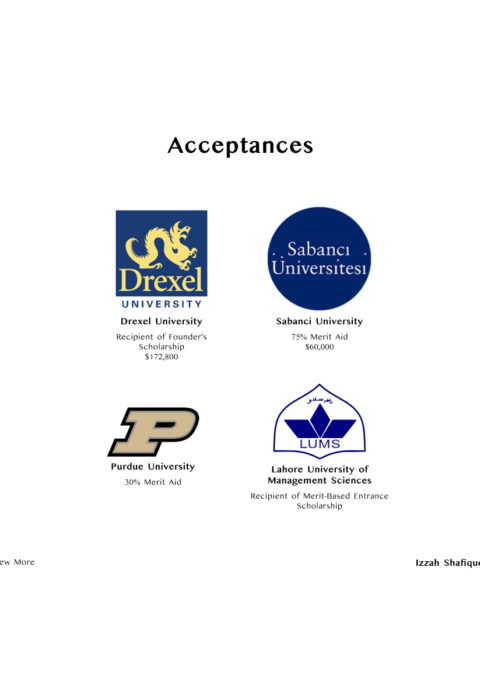 Acceptances
Drexel
UNIVERSITY
Drexel University
Recipient of Founder's
Scholarship
$172,800
Sabancı
Üniversitesi
Sabanci University
75% Merit Aid
$60,000
P
Purdue University
30% Merit Aid
LUMS
Lahore University of
Management Sciences
Recipient of Merit-Based Entrance
Scholarship
ew More
Izzah Shafique